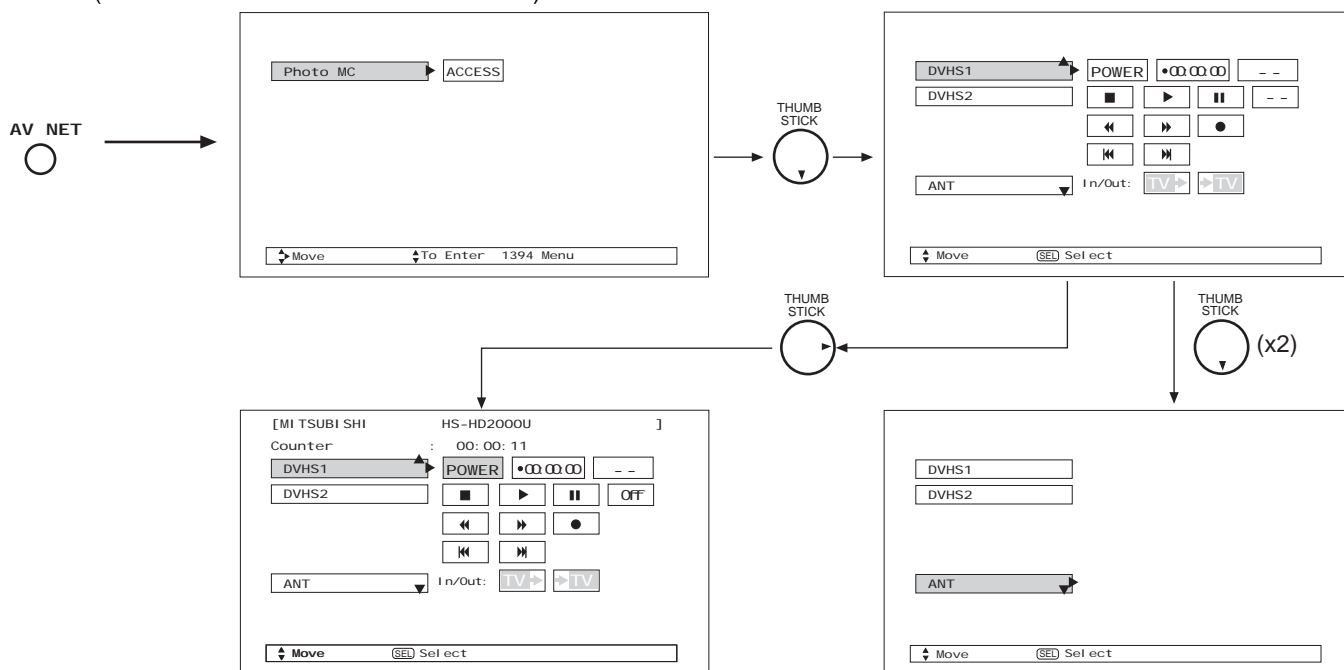 AV NET
Photo MC ACCESS
Move To Enter 1394 Menu
THUMB
STICK
DVHS1 POWER •00:00:00 --
DVHS2 --
ANT In/Out: TV TV
Move SEL Select
THUMB
STICK
THUMB
STICK
(x2)
[MITSUBISHI HS-HD2000U ]
Counter : 00:00:11
DVHS1 POWER •00:00:00 --
DVHS2 Off
ANT In/Out: TV TV
Move SEL Select
DVHS1
DVHS2
ANT
Move SEL Select